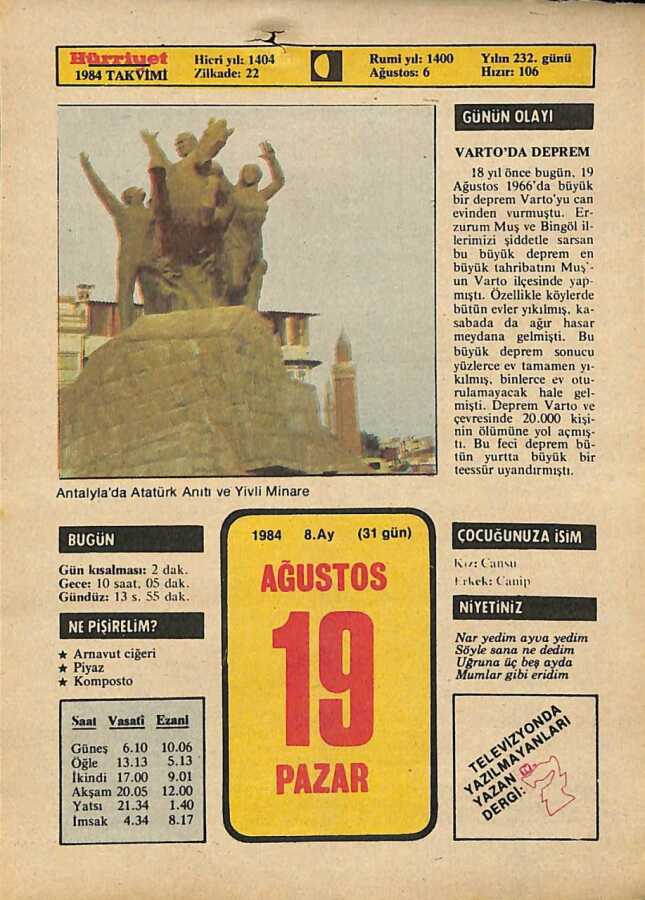 Hürriyet
1984 TAKVİMİ
Hicri yıl: 1404
Zilkade: 22
Rumi yıl: 1400
Ağustos: 6
Yılın 232. günü
Hızır: 106
GÜNÜN OLAYI
VARTO'DA DEPREM
18 yıl önce bugün, 19
Ağustos 1966'da büyük
bir deprem Varto'yu can
evinden vurmuştu. Er-
zurum Muş ve Bingöl il-
lerimizi şiddetle sarsan
bu büyük deprem en
büyük tahribatını Muş'-
un Varto ilçesinde yap-
mıştı. Özellikle köylerde
bütün evler yıkılmış, ka-
sabada da ağır hasar
meydana gelmişti. Bu
büyük deprem sonucu
yüzlerce ev tamamen yı-
kılmış, binlerce ev otu-
rulamayacak hale gel-
mişti. Deprem Varto ve
çevresinde 20.000 kişi-
nin ölümüne yol açmış-
tı. Bu feci deprem bü-
tün yurtta büyük bir
teessür uyandırmıştı.
Antalyla'da Atatürk Anıtı ve Yivli Minare
BUGÜN
Gün kısalması: 2 dak.
Gece: 10 saat, 05 dak.
Gündüz: 13 s. 55 dak.
NE PİŞİRELİM?
★ Arnavut ciğeri
★ Piyaz
★ Komposto
Saat Vasati Ezani
Güneş 6.10 10.06
Öğle 13.13 5.13
İkindi 17.00 9.01
Akşam 20.05 12.00
Yatsı 21.34 1.40
İmsak 4.34 8.17
1984 8.Ay (31 gün)
AĞUSTOS
19
PAZAR
ÇOCUĞUNUZA İSİM
Kız: Cansu
Erkek: Canip
NİYETİNİZ
Nar yedim ayva yedim
Söyle sana ne dedim
Uğruna üç beş ayda
Mumlar gibi eridim
TELEVİZYONDA
YAZILMAYANLARI
YAZAN
DERGİ: